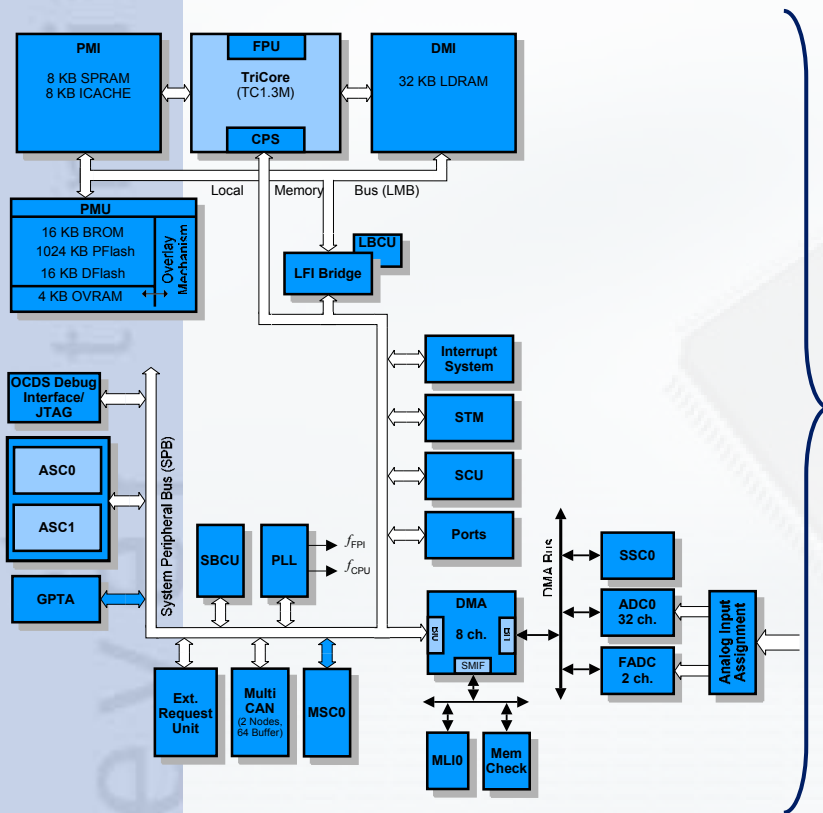 PMI
8 KB SPRAM
8 KB ICACHE
FPU
TriCore
(TC1.3M)
CPS
DMI
32 KB LDRAM
Local Memory Bus (LMB)
PMU
16 KB BROM
1024 KB PFlash
16 KB DFlash
4 KB OVRAM
Overlay
Mechanism
LBCU
LFI Bridge
Interrupt
System
STM
SCU
Ports
OCDS Debug
Interface/
JTAG
ASC0
ASC1
GPTA
System Peripheral Bus (SPB)
SBCU
PLL
fFPI
fCPU
DMA
8 ch.
SMIF
DMA Bus
SSC0
ADC0
32 ch.
FADC
2 ch.
Analog Input
Assignment
Ext.
Request
Unit
Multi
CAN
(2 Nodes,
64 Buffer)
MSC0
MLI0
Mem
Check